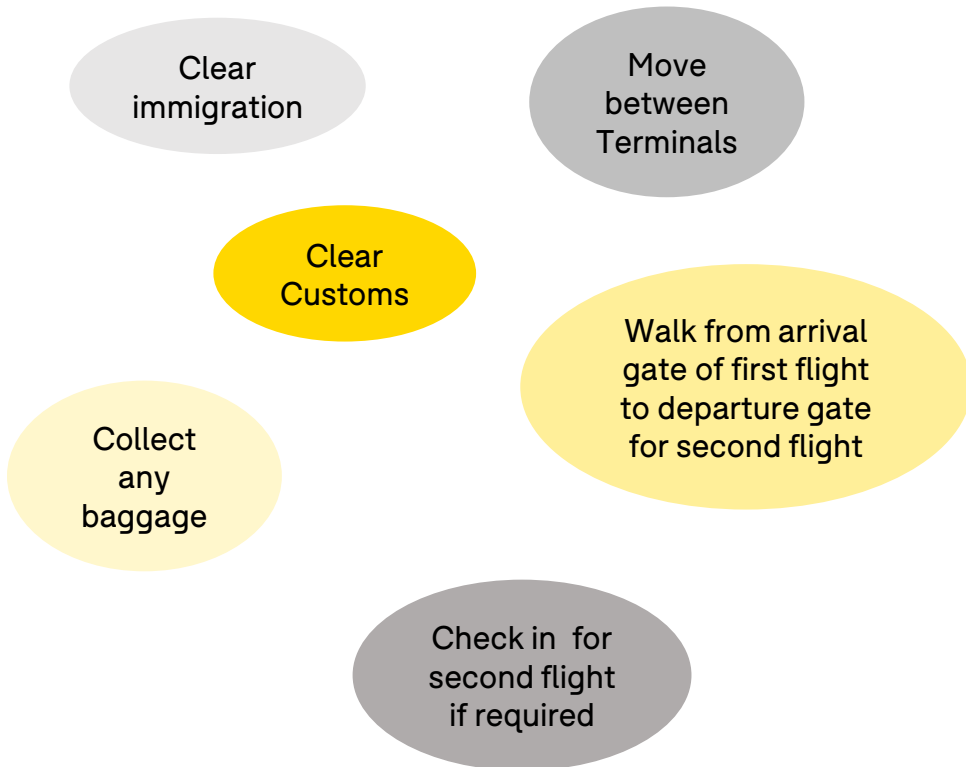 Clear
immigration
Move
between
Terminals
Clear
Customs
Walk from arrival
gate of first flight
to departure gate
for second flight
Collect
any
baggage
Check in  for
second flight
if required